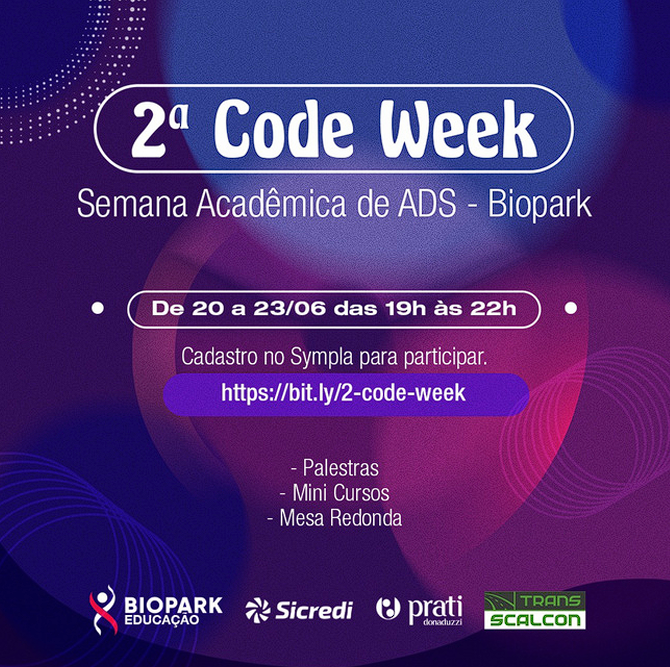 2ª Code Week
Semana Acadêmica de ADS - Biopark
De 20 a 23/06 das 19h às 22h
Cadastro no Sympla para participar.
https://bit.ly/2-code-week
- Palestras
- Mini Cursos
- Mesa Redonda
BIOPARK
EDUCAÇÃO
Sicredi
prati
donaduzzi
TRANS
SCALCON